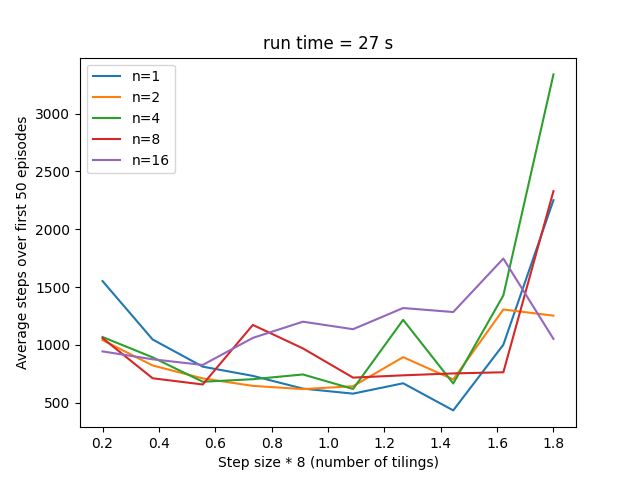 run time = 27 s
n=1
n=2
n=4
n=8
n=16
Average steps over first 50 episodes
3000
2500
2000
1500
1000
500
0.2 0.4 0.6 0.8 1.0 1.2 1.4 1.6 1.8
Step size * 8 (number of tilings)